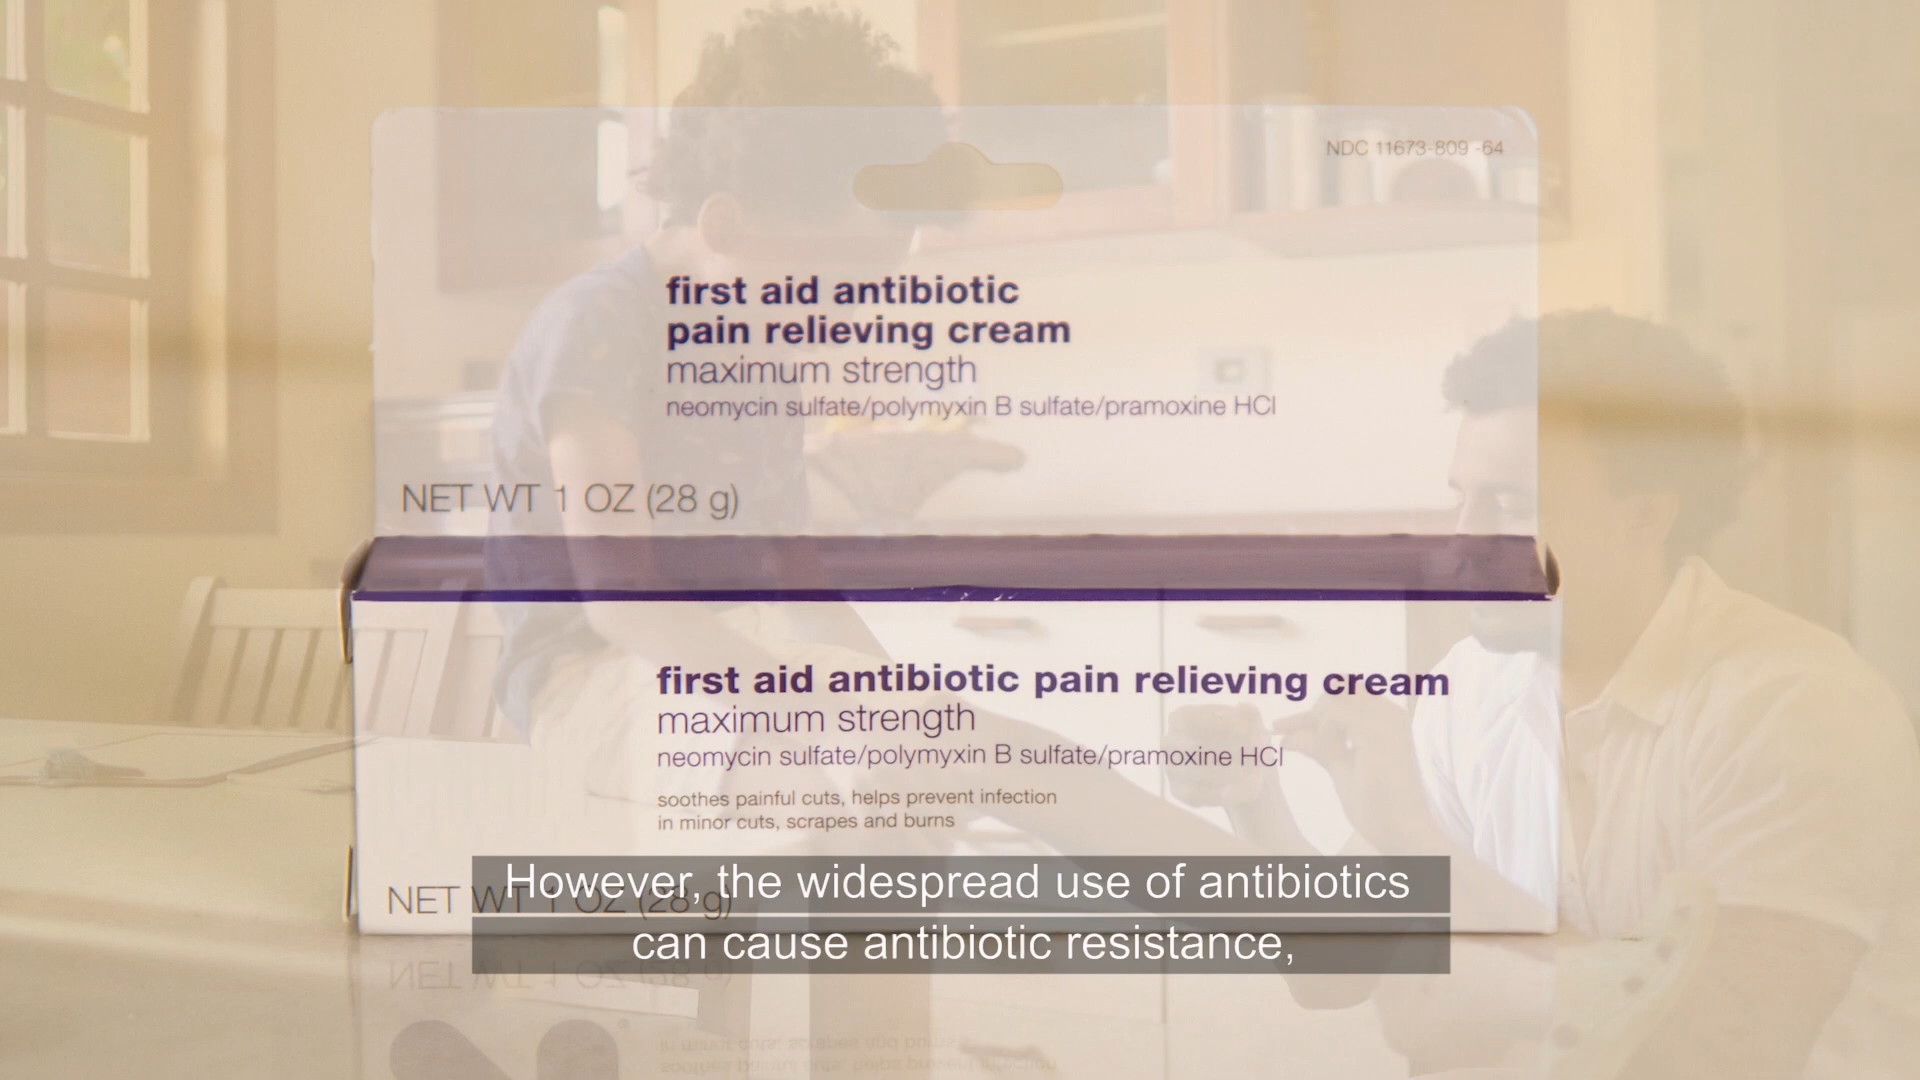 NDC 11673-809 -64
first aid antibiotic
pain relieving cream
maximum strength
neomycin sulfate/polymyxin B sulfate/pramoxine HCl
NET WT 1 OZ (28 g)
first aid antibiotic pain relieving cream
maximum strength
neomycin sulfate/polymyxin B sulfate/pramoxine HCl
soothes painful cuts, helps prevent infection
in minor cuts, scrapes and burns
NET WT 1 OZ (28 g)
However, the widespread use of antibiotics
can cause antibiotic resistance,